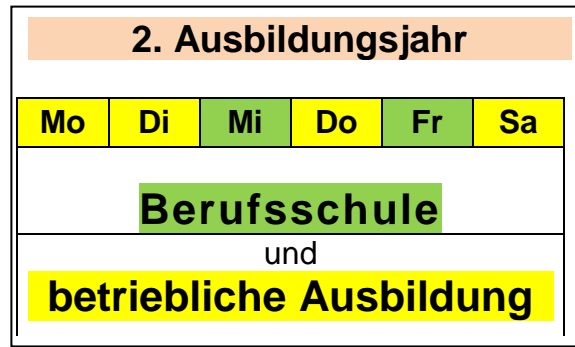 2. Ausbildungsjahr
Mo Di Mi Do Fr Sa
Berufsschule
und
betriebliche Ausbildung